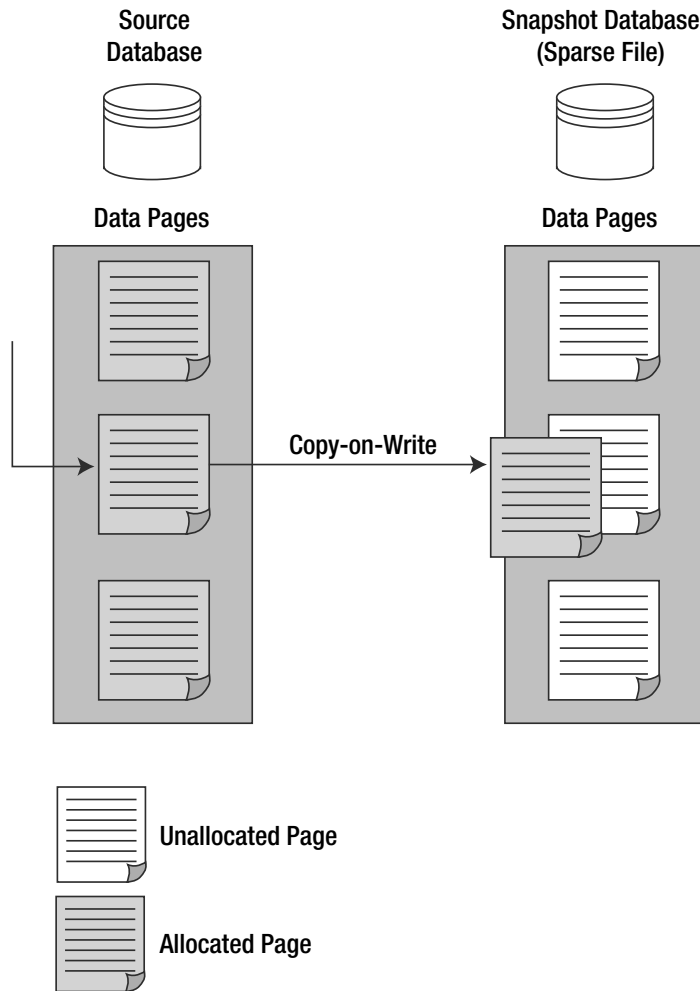 Source
Database
Snapshot Database
(Sparse File)
Data Pages
Data Pages
Copy-on-Write
Unallocated Page
Allocated Page